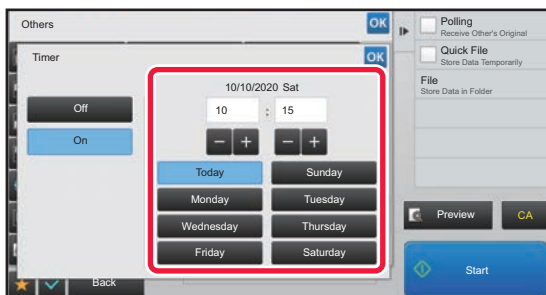 Others
OK
Timer
OK
Off
On
10/10/2020 Sat
10 : 15
Today
Sunday
Monday
Tuesday
Wednesday
Thursday
Friday
Saturday
Back
Polling
Receive Other's Original
Quick File
Store Data Temporarily
File
Store Data in Folder
Preview
CA
Start